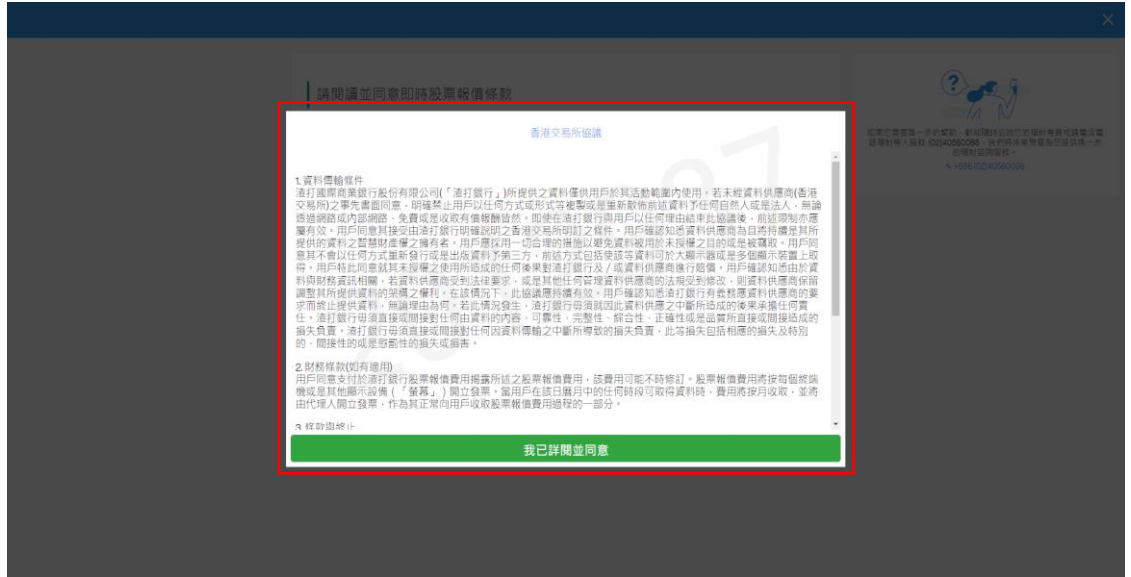 請閱讀並同意即時股票報價條款
香港交易所協議
1. 資料傳輸條件
渣打國際商業銀行股份有限公司(「渣打銀行」)所提供之資料僅供用戶於其活動範圍內使用。若未經資料供應商(香港
交易所)之事先書面同意，明確禁止用戶以任何方式或形式等複製或是重新散佈前述資料予任何自然人或是法人，無論
透過網路或內部網路、免費或是收取有價報酬皆然。即使在渣打銀行與用戶以任何理由結束此協議後，前述限制亦應
屬有效。用戶同意其接受由渣打銀行明確說明之香港交易所明訂之條件。用戶確認知悉資料供應商為且將持續是其所
提供的資料之智慧財產權之擁有者。用戶應採用一切合理的措施以避免資料被用於未授權之目的或是被竊取。用戶同
意其不會以任何方式重新發行或是出版資料予第三方，前述方式包括使該等資料可於大顯示器或是多個顯示裝置上取
得。用戶特此同意就其未授權之使用所造成的任何後果對渣打銀行及 / 或資料供應商進行賠償。用戶確認知悉由於資
料與財務資訊相關，若資料供應商受到法律要求，或是其他任何管理資料供應商的法規受到修改，則資料供應商保留
調整其所提供資料的架構之權利。在該情況下，此協議應持續有效。用戶確認知悉渣打銀行有義務應資料供應商的要
求而終止提供資料，無論理由為何。若此情況發生，渣打銀行毋須就因此資料供應之中斷所造成的後果承擔任何責
任。渣打銀行毋須直接或間接對任何由資料的內容、可靠性、完整性、綜合性、正確性或是品質所直接或間接造成的
損失負責。渣打銀行毋須直接或間接對任何因資料傳輸之中斷所導致的損失負責，此等損失包括相應的損失及特別
的、間接性的或是懲罰性的損失或損害。
2. 財務條款(如有適用)
用戶同意支付於渣打銀行股票報價費用揭露所述之股票報價費用，該費用可能不時修訂。股票報價費用將按每個終端
機或是其他顯示設備 (「螢幕」) 開立發票。當用戶在該日曆月中的任何時段可取得資料時，費用將按月收取，並將
由代理人開立發票，作為其正常向用戶收取股票報價費用過程的一部分。
3. 條款與終止
我已詳閱並同意